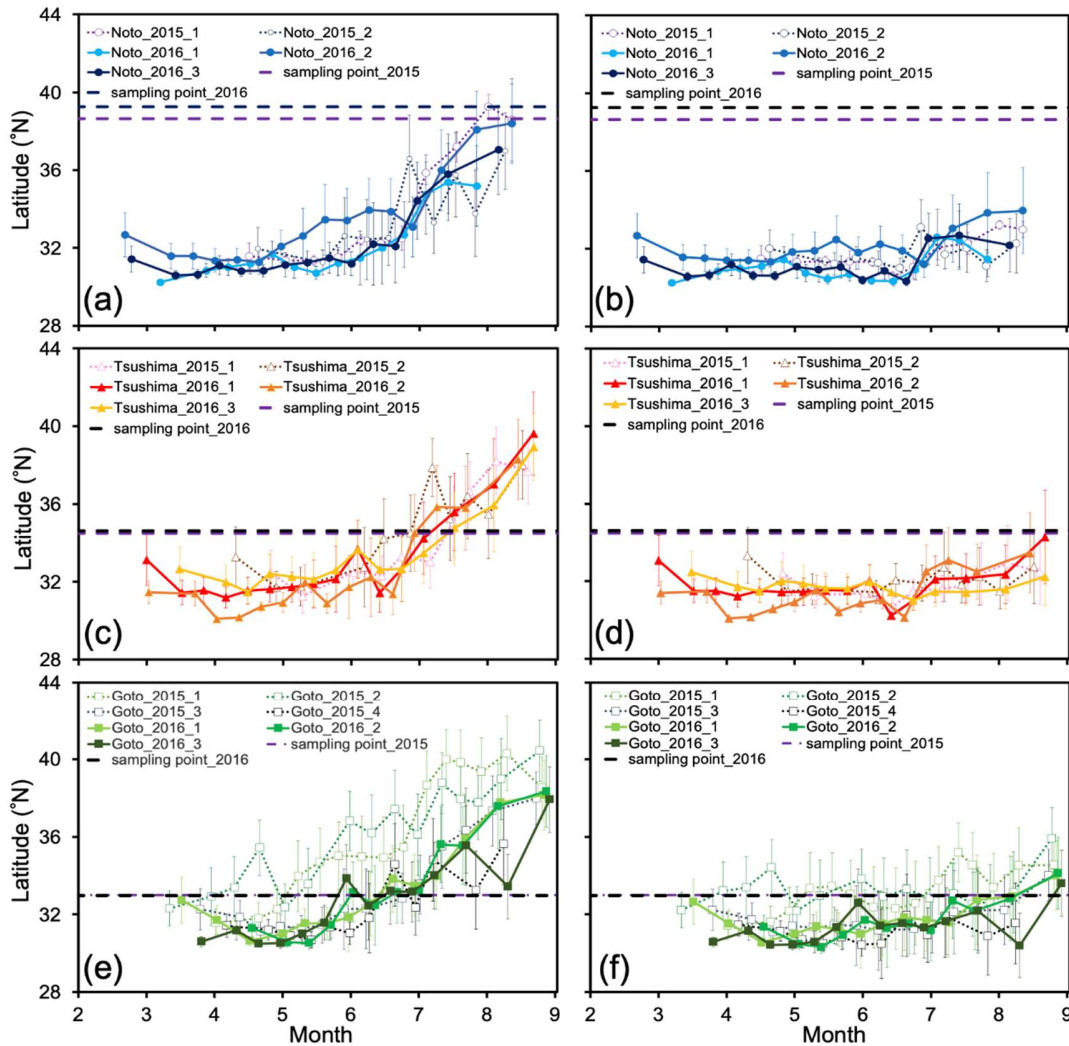 44
40
36
32
28
Latitude (°N)
Noto_2015_1 Noto_2015_2
Noto_2016_1 Noto_2016_2
Noto_2016_3 sampling point_2015
sampling point_2016
(a)
Noto_2015_1 Noto_2015_2
Noto_2016_1 Noto_2016_2
Noto_2016_3 sampling point_2015
sampling point_2016
(b)
44
40
36
32
28
Latitude (°N)
Tsushima_2015_1 Tsushima_2015_2
Tsushima_2016_1 Tsushima_2016_2
Tsushima_2016_3 sampling point_2015
sampling point_2016
(c)
Tsushima_2015_1 Tsushima_2015_2
Tsushima_2016_1 Tsushima_2016_2
Tsushima_2016_3 sampling point_2015
sampling point_2016
(d)
44
40
36
32
28
Latitude (°N)
Goto_2015_1 Goto_2015_2
Goto_2015_3 Goto_2015_4
Goto_2016_1 Goto_2016_2
Goto_2016_3 sampling point_2015
sampling point_2016
(e)
2 3 4 5 6 7 8 9
Month
Goto_2015_1 Goto_2015_2
Goto_2015_3 Goto_2015_4
Goto_2016_1 Goto_2016_2
Goto_2016_3 sampling point_2015
sampling point_2016
(f)
2 3 4 5 6 7 8 9
Month